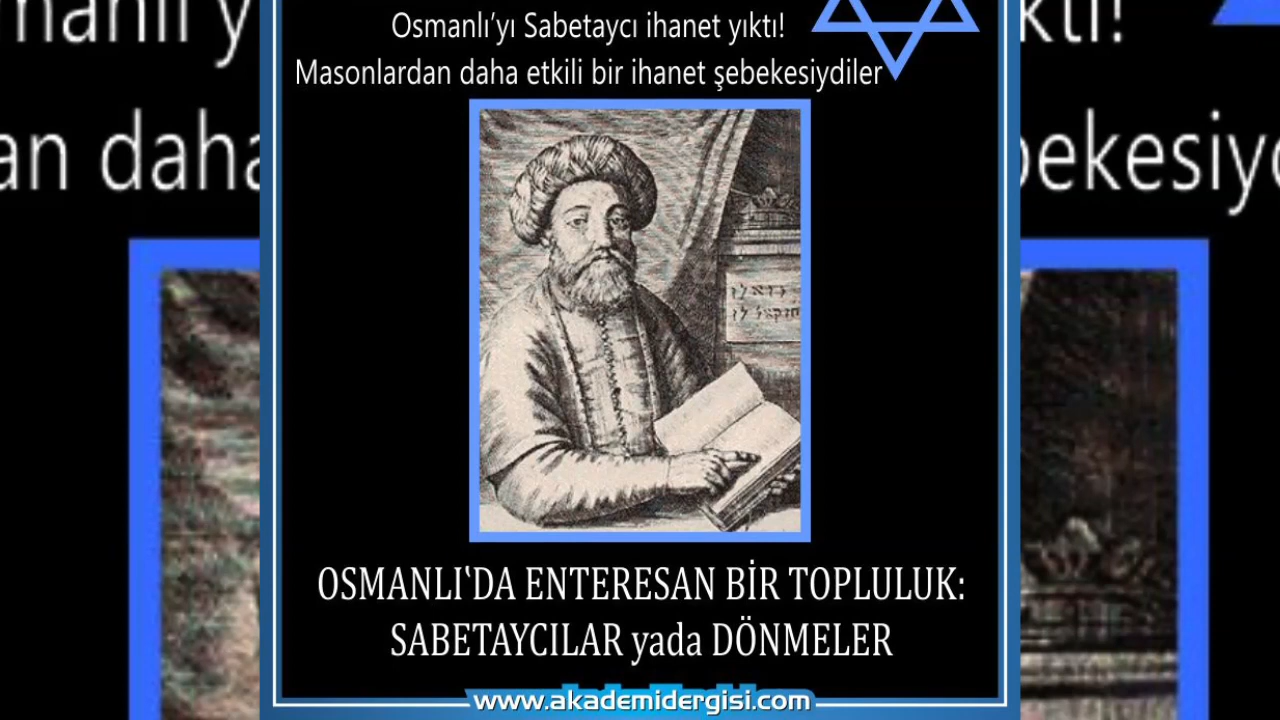 Osmanlı'yı Sabetaycı ihanet yıktı!
Masonlardan daha etkili bir ihanet şebekesiydiler
OSMANLI'DA ENTERESAN BİR TOPLULUK:
SABETAYCILAR yada DÖNMELER
www.akademidergisi.com